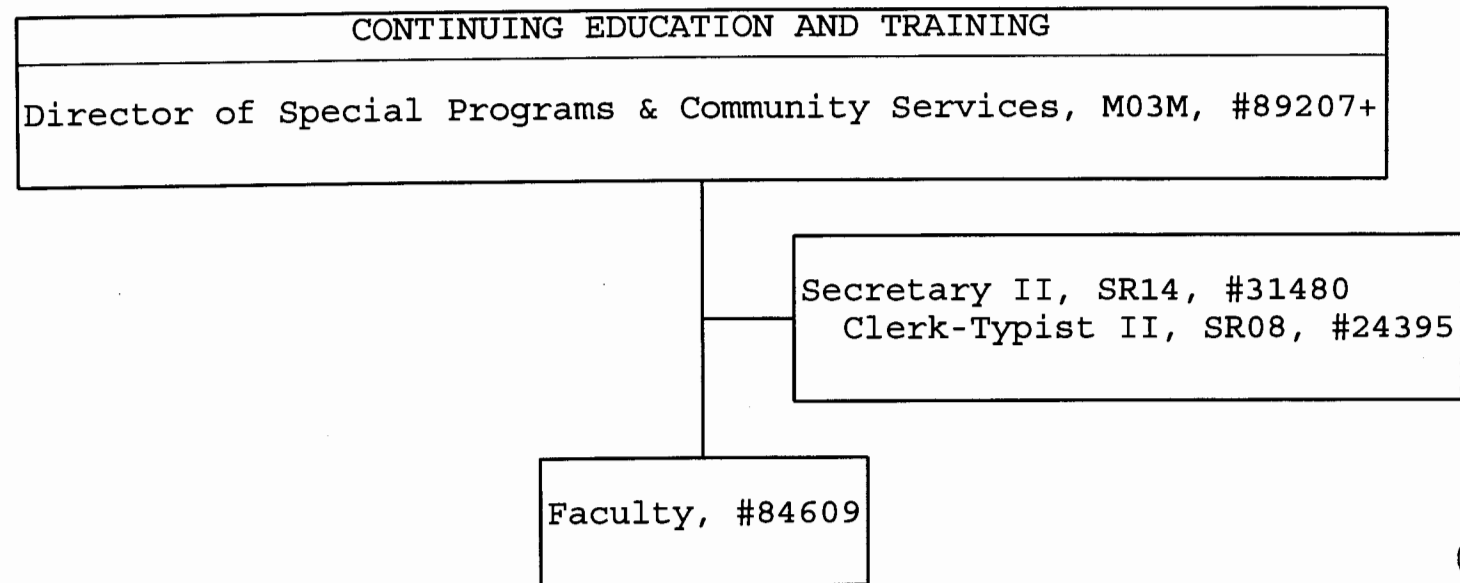 CONTINUING EDUCATION AND TRAINING
Director of Special Programs & Community Services, M03M, #89207+
Secretary II, SR14, #31480
Clerk-Typist II, SR08, #24395
Faculty, #84609